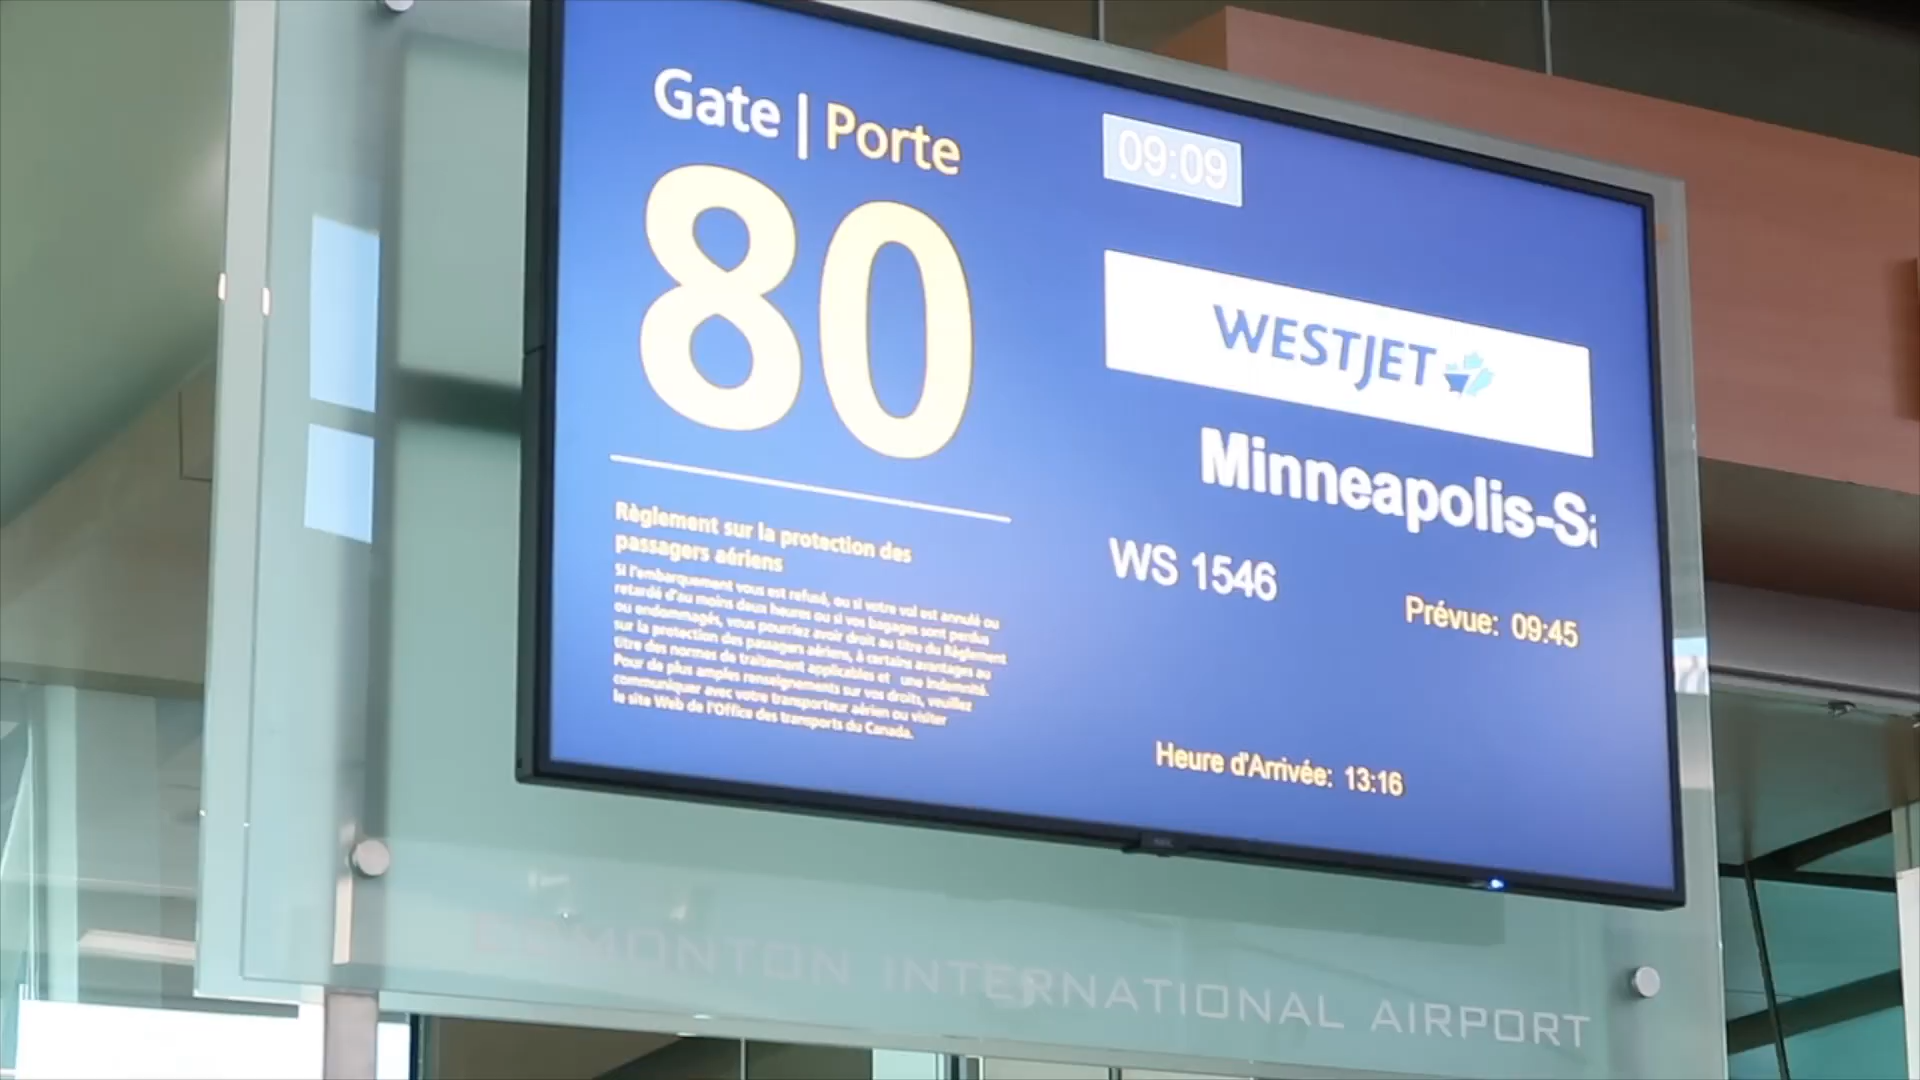 Gate | Porte
80
09:09
WESTJET
Minneapolis-Sa
WS 1546
Prévue: 09:45
Heure d'Arrivée: 13:16
Règlement sur la protection des
passagers aériens
Si l'embarquement vous est refusé, ou si votre vol est annulé ou
retardé d'au moins deux heures ou si vos bagages sont perdus
ou endommagés, vous pourriez avoir droit au titre du Règlement
sur la protection des passagers aériens, à certains avantages au
titre des normes de traitement applicables et une indemnité.
Pour de plus amples renseignements sur vos droits, veuillez
communiquer avec votre transporteur aérien ou visiter
le site Web de l'Office des transports du Canada.
EDMONTON INTERNATIONAL AIRPORT